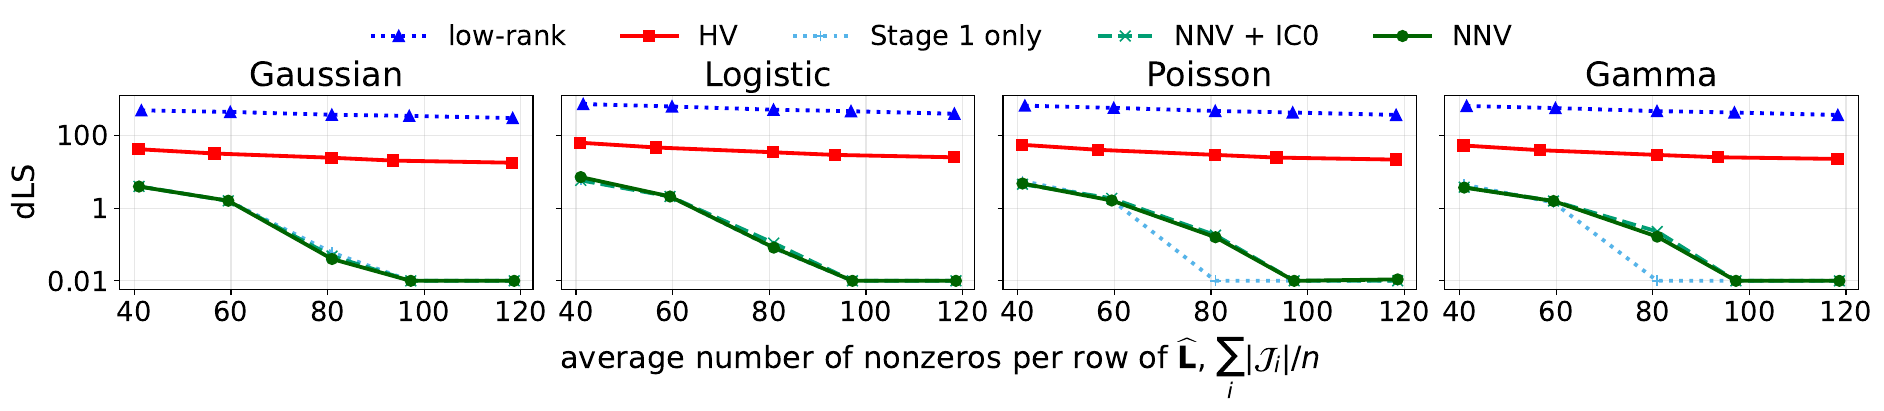 low-rank HV Stage 1 only NNV + IC0 NNV
Gaussian Logistic Poisson Gamma
dLS
100
1
0.01
40 60 80 100 120 40 60 80 100 120 40 60 80 100 120 40 60 80 100 120
average number of nonzeros per row of L̂, ∑ᵢ|𝒥ᵢ|/n